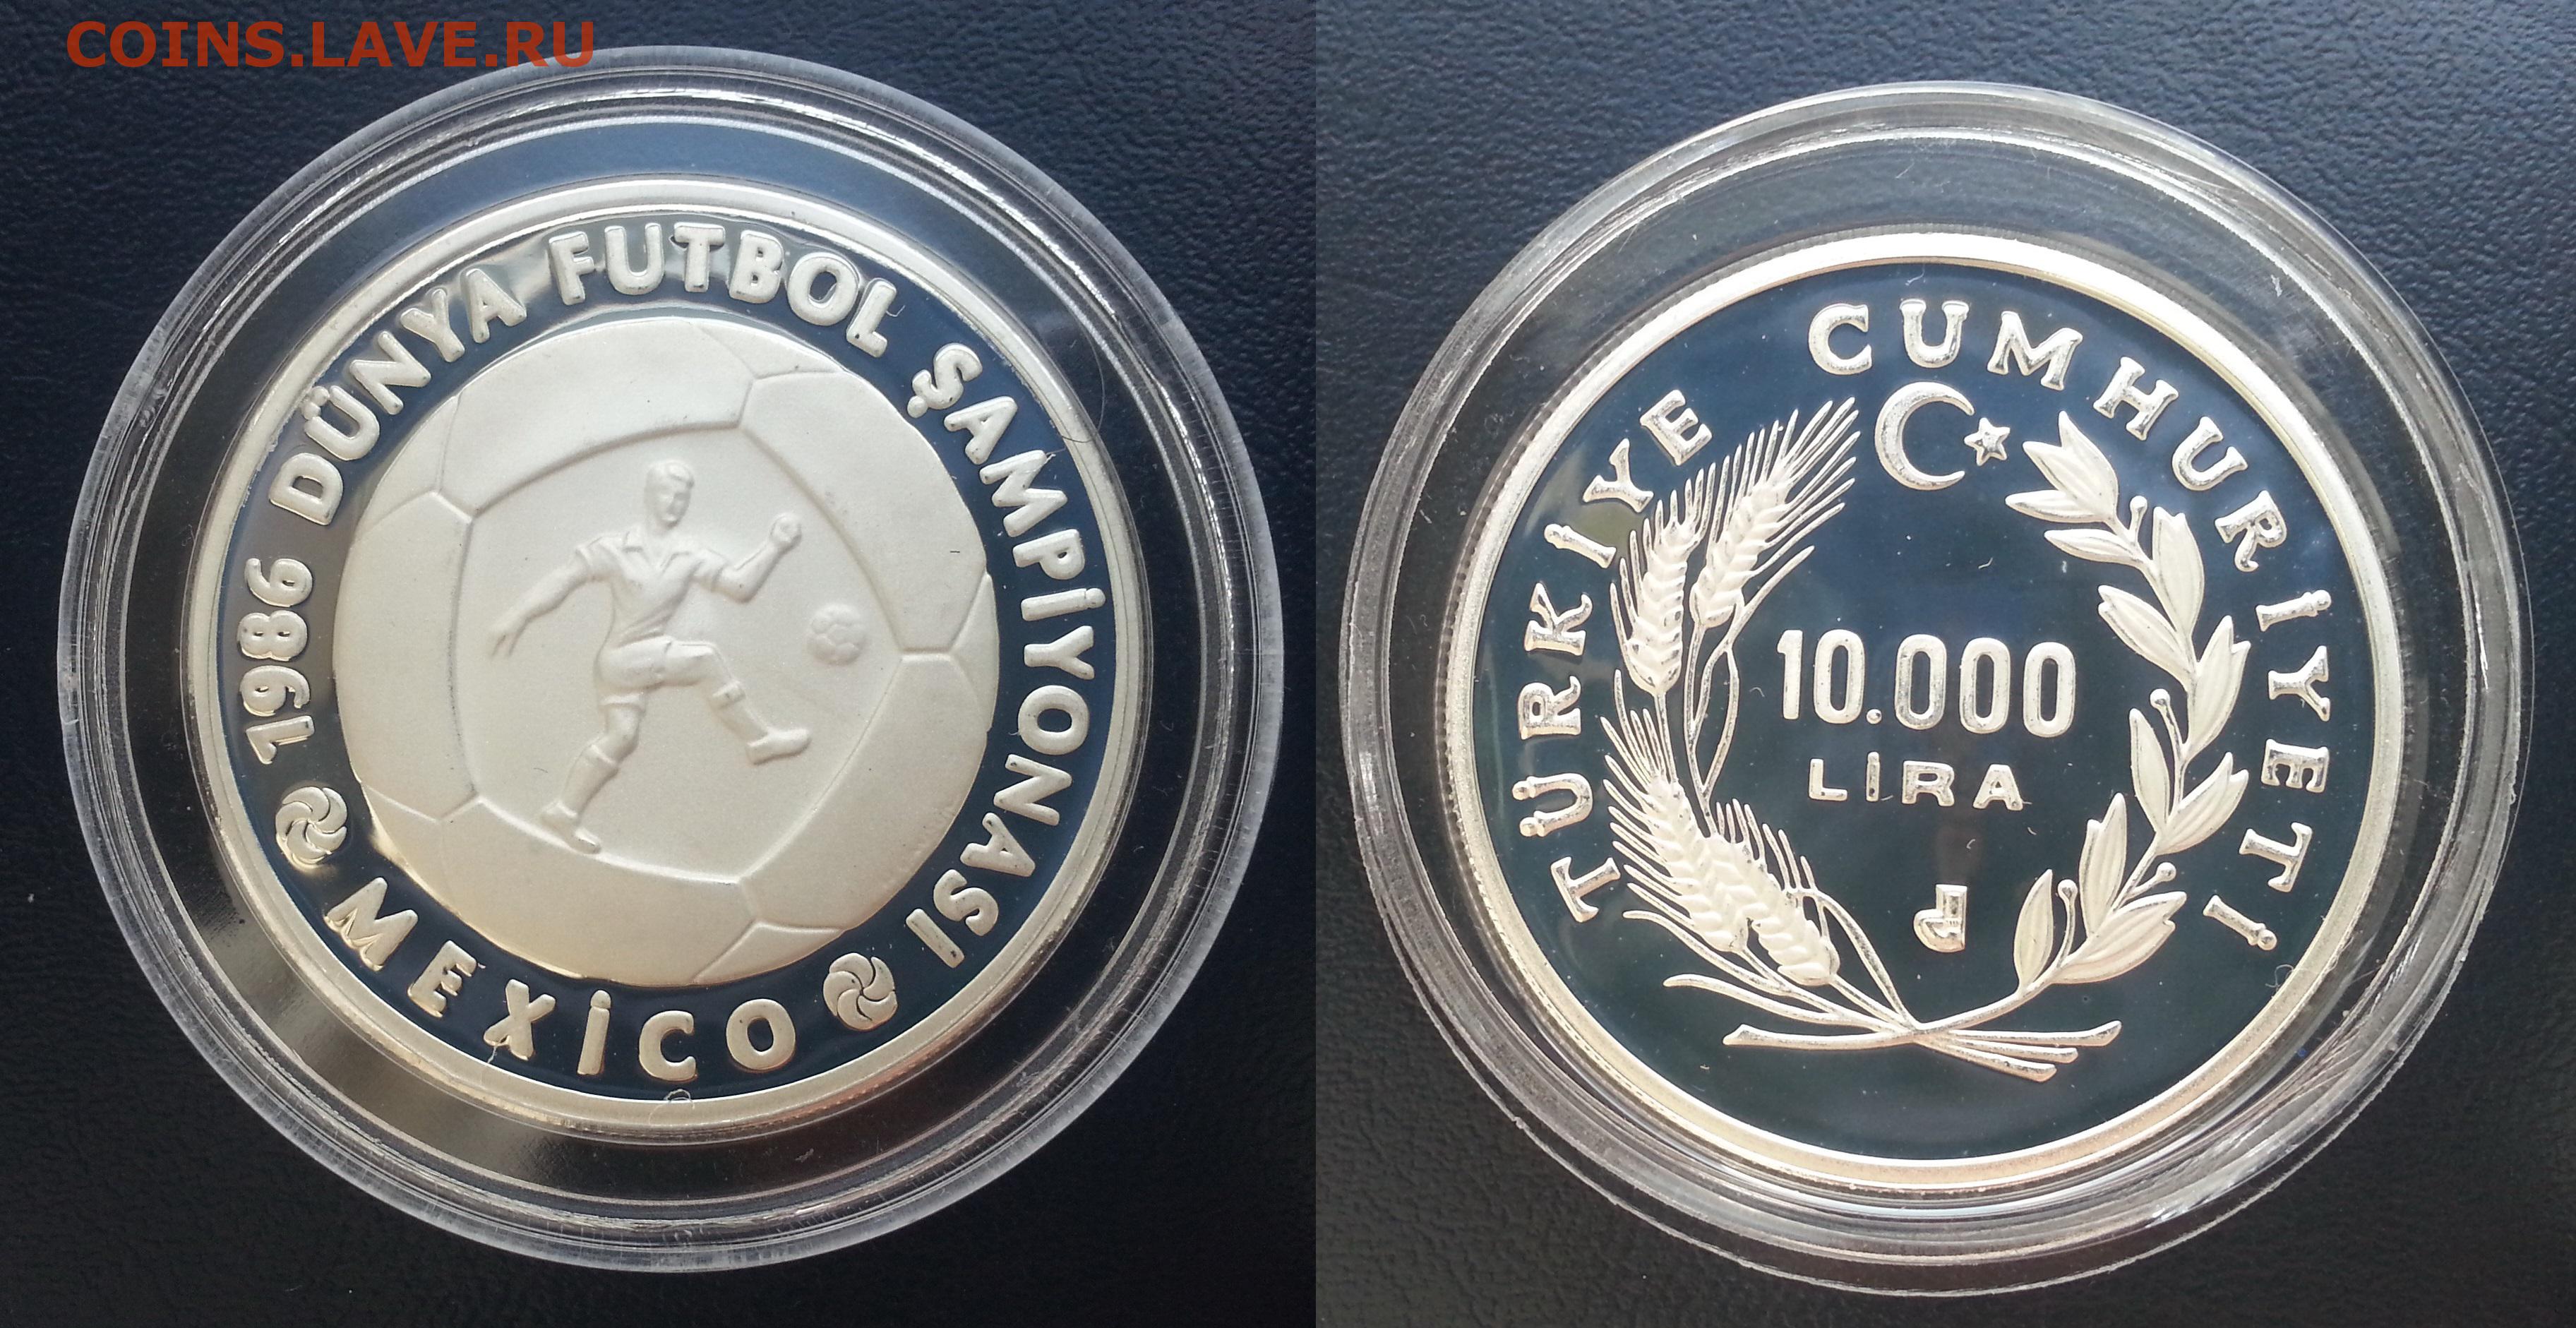 COINS.LAVE.RU
1986 DÜNYA FUTBOL ŞAMPİYONASI
MEXİCO
TÜRKİYE CUMHURİYETİ
10.000
LİRA